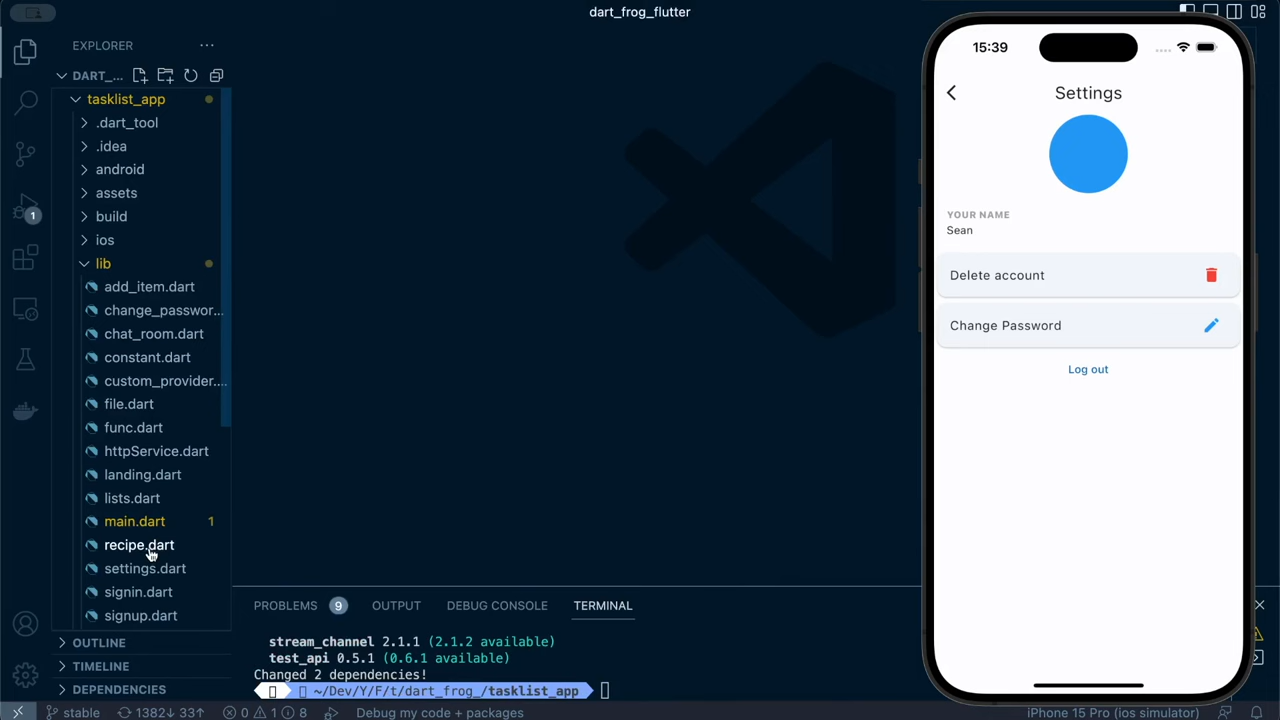 dart_frog_flutter
EXPLORER
DART_...
tasklist_app
.dart_tool
.idea
android
assets
build
ios
lib
add_item.dart
change_passwor...
chat_room.dart
constant.dart
custom_provider....
file.dart
func.dart
httpService.dart
landing.dart
lists.dart
main.dart 1
recipe.dart
settings.dart
signin.dart
signup.dart
OUTLINE
TIMELINE
DEPENDENCIES
1
PROBLEMS 9 OUTPUT DEBUG CONSOLE TERMINAL
stream_channel 2.1.1 (2.1.2 available)
test_api 0.5.1 (0.6.1 available)
Changed 2 dependencies!
~/Dev/Y/F/t/dart_frog_/tasklist_app
15:39
Settings
YOUR NAME
Sean
Delete account
Change Password
Log out
stable 1382↓ 33↑ 0 1 8 Debug my code + packages iPhone 15 Pro (ios simulator)